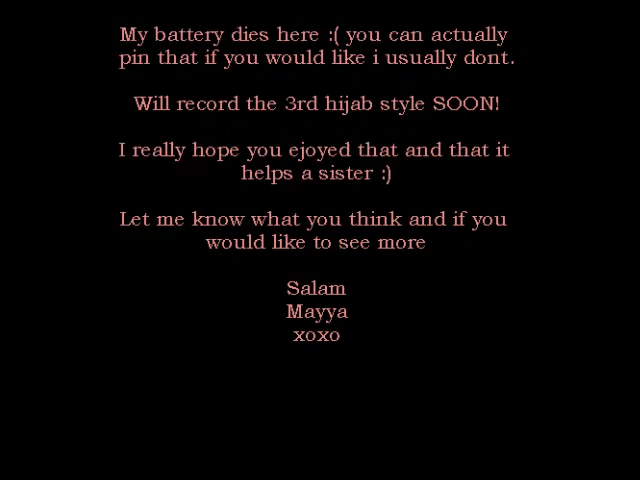 My battery dies here :( you can actually
pin that if you would like i usually dont.
Will record the 3rd hijab style SOON!
I really hope you ejoyed that and that it
helps a sister :)
Let me know what you think and if you
would like to see more
Salam
Mayya
xoxo